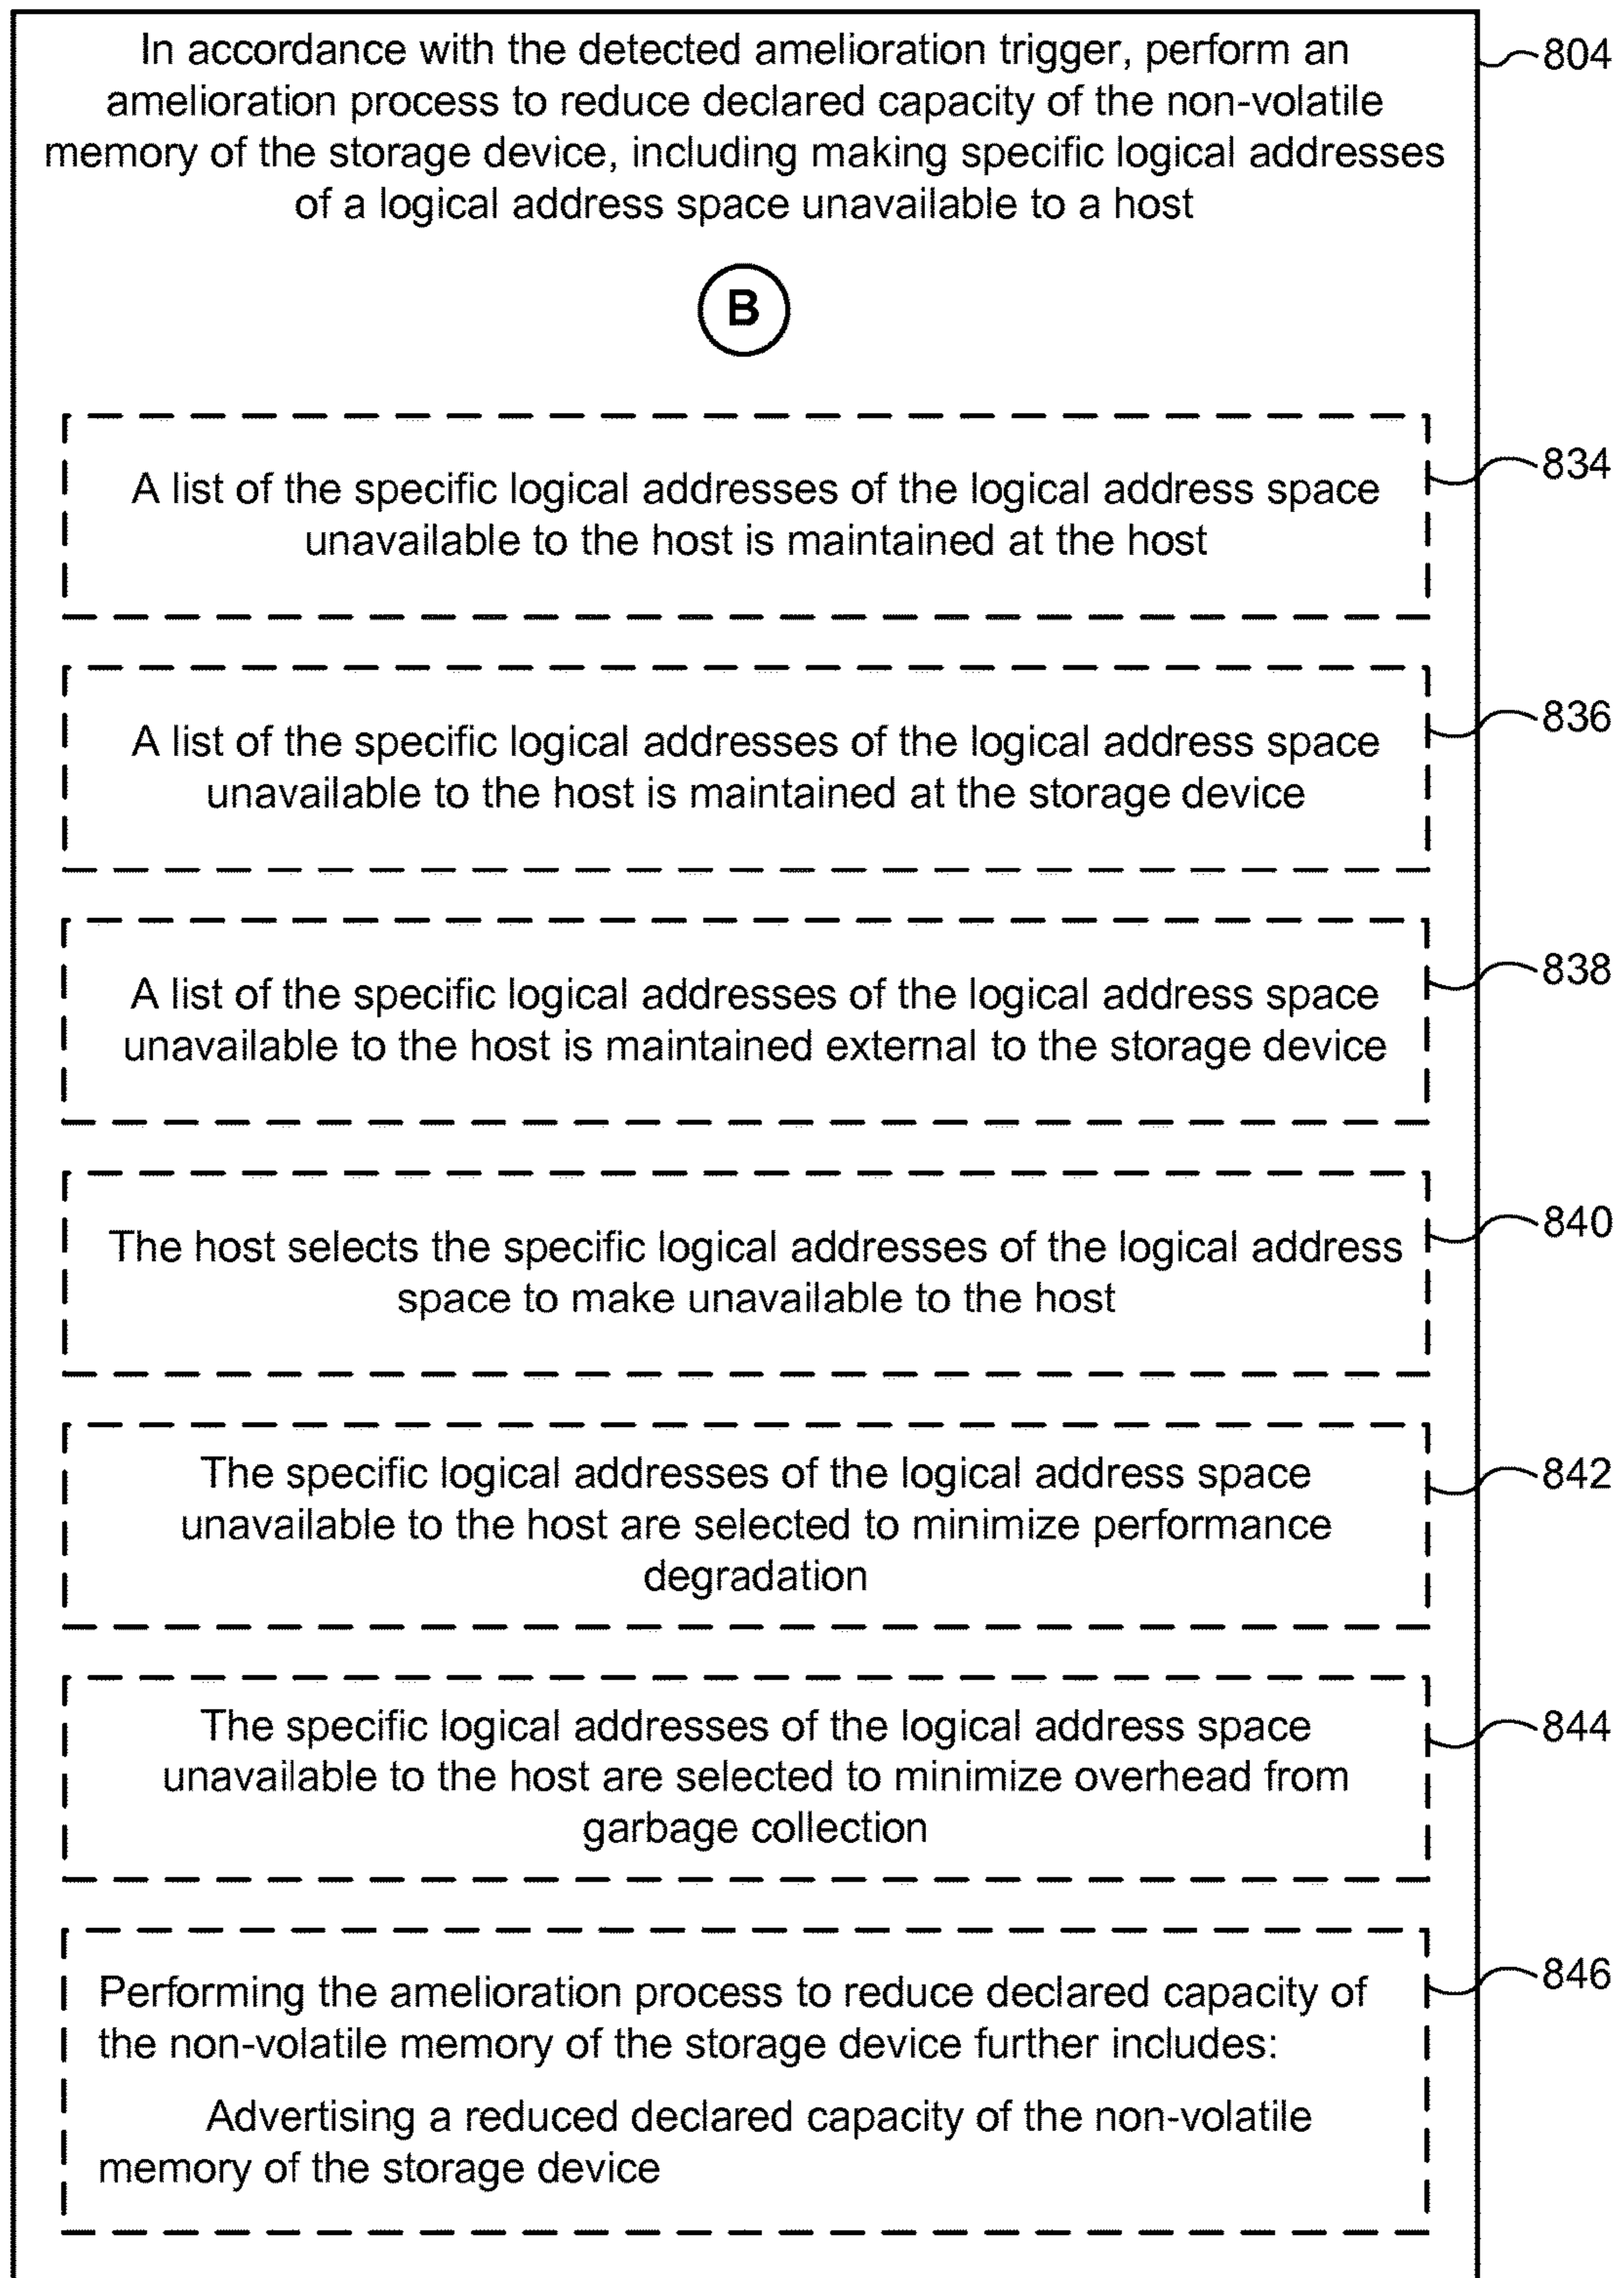 In accordance with the detected amelioration trigger, perform an
amelioration process to reduce declared capacity of the non-volatile
memory of the storage device, including making specific logical addresses
of a logical address space unavailable to a host
804
B
A list of the specific logical addresses of the logical address space
unavailable to the host is maintained at the host
834
A list of the specific logical addresses of the logical address space
unavailable to the host is maintained at the storage device
836
A list of the specific logical addresses of the logical address space
unavailable to the host is maintained external to the storage device
838
The host selects the specific logical addresses of the logical address
space to make unavailable to the host
840
The specific logical addresses of the logical address space
unavailable to the host are selected to minimize performance
degradation
842
The specific logical addresses of the logical address space
unavailable to the host are selected to minimize overhead from
garbage collection
844
Performing the amelioration process to reduce declared capacity of
the non-volatile memory of the storage device further includes:
Advertising a reduced declared capacity of the non-volatile
memory of the storage device
846